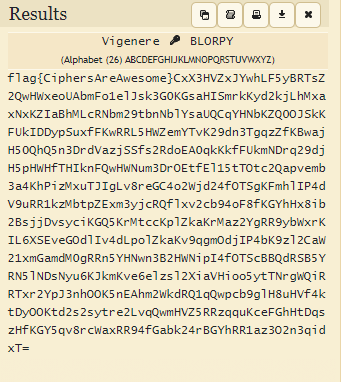 Results
Vigenere 🔑 BLORPY
(Alphabet (26) ABCDEFGHIJKLMNOPQRSTUVWXYZ)
flag{CiphersAreAwesome}CxX3HVZxJYwhLF5yBRTsZ
2QwHWxeoUAbmFo1elJsk3G0KGsaHISmrkKyd2kjLhMxa
xNxKZIaBhMLcRNbm29tbnNblYsaUQCqYHNbKZQ0OJSkK
FUkIDDypSuxfFKwRRL5HWZemYTvK29dn3TgqzZfKBwaj
H5OQhQ5n3DrdVazjSSfs2RdoEA0qkKkfFUkmNDrq29dj
H5pHWHfTHIknFQwHWNum3DrOEtfEl15tTOtc2Qapvemb
3a4KhPizMxuTJIgLv8reGC4o2Wjd24fOTSgKFmhlIP4d
V9uRR1kzMbtpZExm3yjcRQflxv2cb94oF8fKGYhHx8ib
2BsjjDvsyciKGQ5KrMtccKplZkaKrMaz2YgRR9ybWxrK
IL6XSEveGOdlIv4dLpolZkaKv9qgmOdjIP4bK9zl2CaW
21xmGamdM0gRRn5YHNwn3B2HWNipI4fOTScBBQdRSB5Y
RN5lNDsNyu6KJkmKve6elzsl2XiaVHioo5ytTNrgWQiR
RTxr2YpJ3nhOOK5nEAhm2WkdRQ1qQwpcb9glH8uHVf4k
tDyOOKtd2s2sytre2LvqQwmHVZ5RRzqquKceFGhHtDqs
zHfKGY5qv8rcWaxRR94fGabk24rBGYhRR1az3O2n3qid
xT=